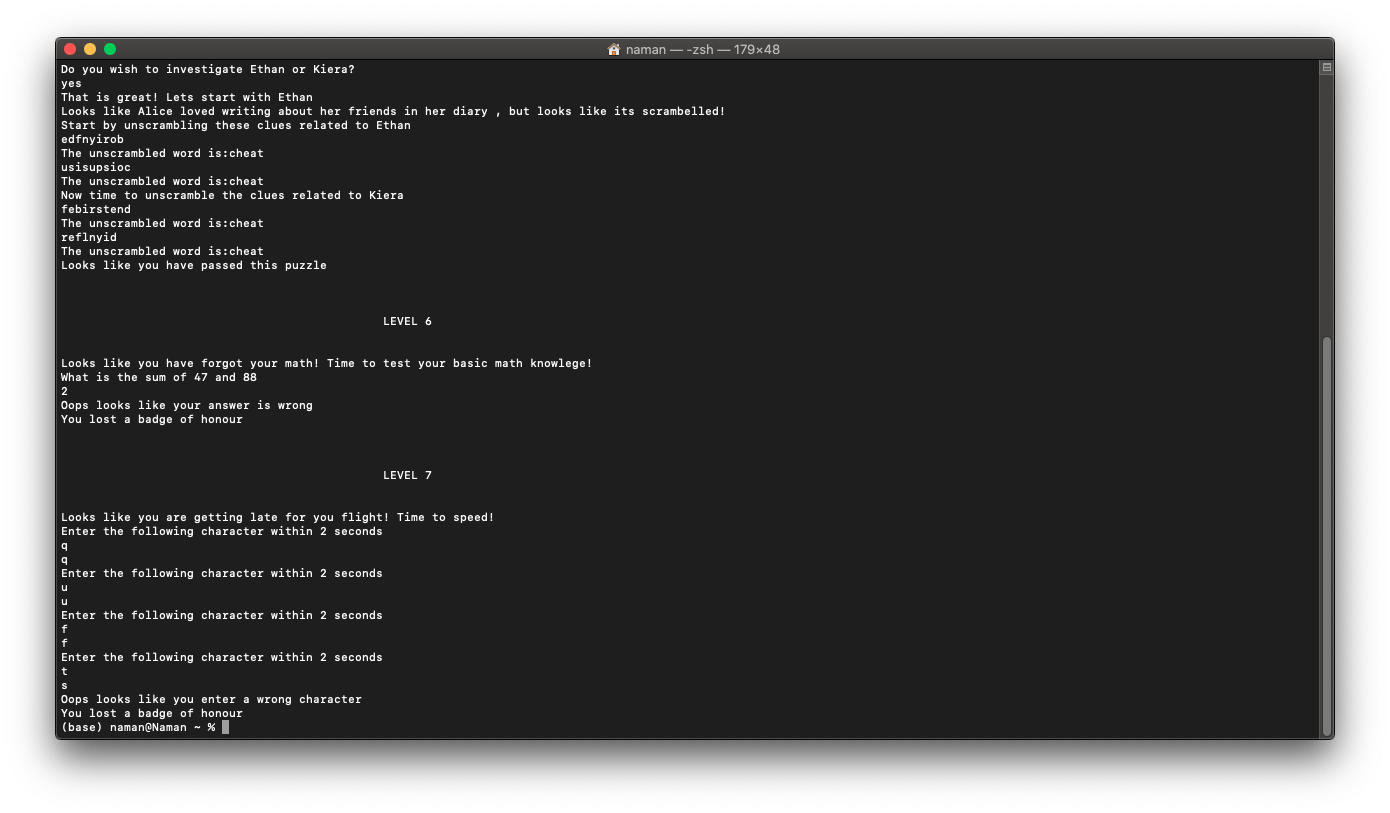 naman — -zsh — 179×48
Do you wish to investigate Ethan or Kiera?
yes
That is great! Lets start with Ethan
Looks like Alice loved writing about her friends in her diary , but looks like its scrambelled!
Start by unscrambling these clues related to Ethan
edfnyirob
The unscrambled word is:cheat
usisupsioc
The unscrambled word is:cheat
Now time to unscramble the clues related to Kiera
febirstend
The unscrambled word is:cheat
reflnyid
The unscrambled word is:cheat
Looks like you have passed this puzzle
LEVEL 6
Looks like you have forgot your math! Time to test your basic math knowlege!
What is the sum of 47 and 88
2
Oops looks like your answer is wrong
You lost a badge of honour
LEVEL 7
Looks like you are getting late for you flight! Time to speed!
Enter the following character within 2 seconds
q
q
Enter the following character within 2 seconds
u
u
Enter the following character within 2 seconds
f
f
Enter the following character within 2 seconds
t
s
Oops looks like you enter a wrong character
You lost a badge of honour
(base) naman@Naman ~ %